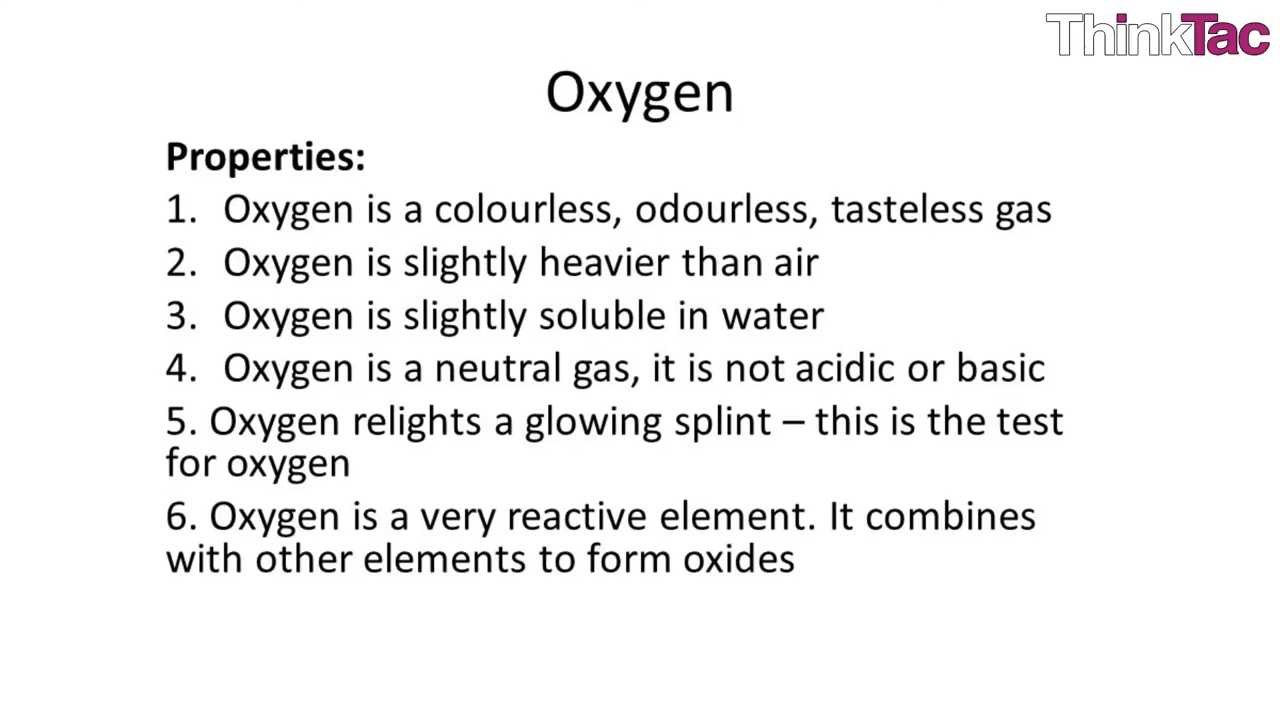 ThinkTac
Oxygen
Properties:
1. Oxygen is a colourless, odourless, tasteless gas
2. Oxygen is slightly heavier than air
3. Oxygen is slightly soluble in water
4. Oxygen is a neutral gas, it is not acidic or basic
5. Oxygen relights a glowing splint – this is the test
for oxygen
6. Oxygen is a very reactive element. It combines
with other elements to form oxides